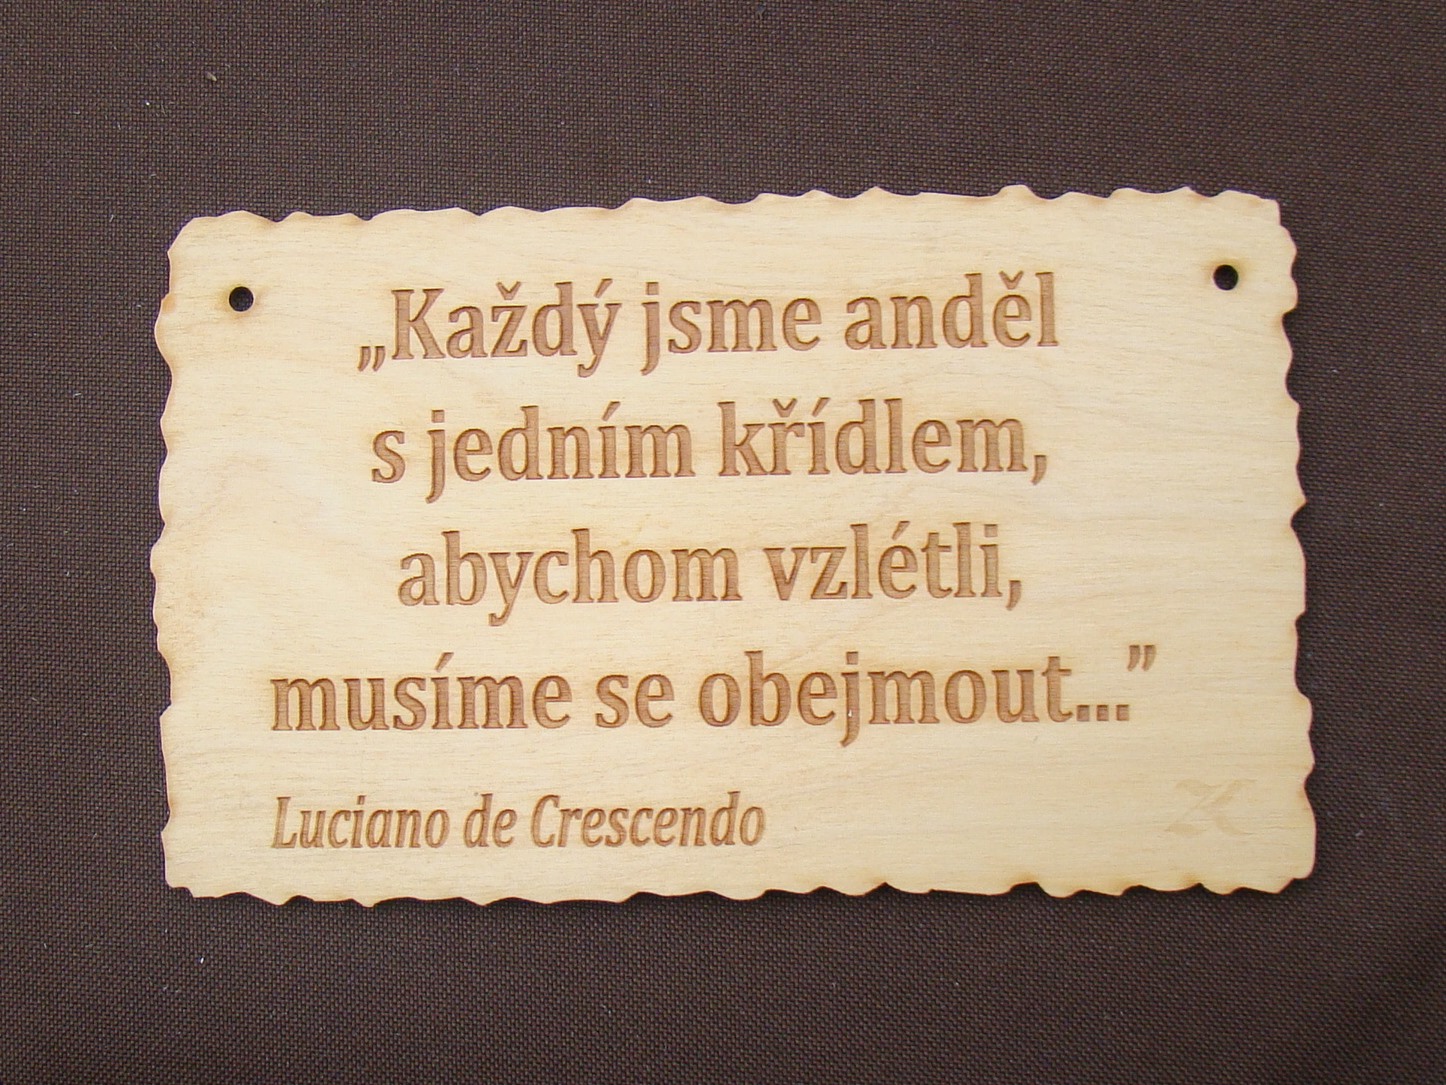 „Každý jsme anděl
s jedním křídlem,
abychom vzlétli,
musíme se obejmout...”
Luciano de Crescendo